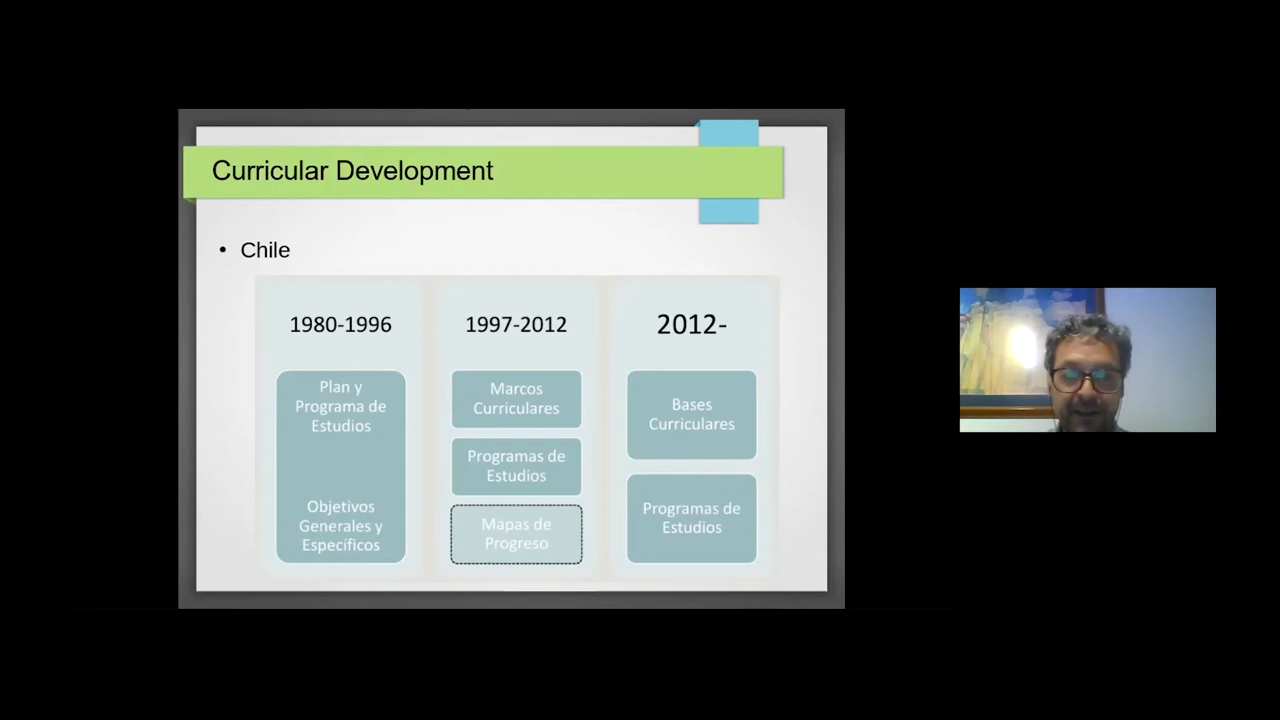 Curricular Development
• Chile
1980-1996
Plan y
Programa de
Estudios
Objetivos
Generales y
Específicos
1997-2012
Marcos
Curriculares
Programas de
Estudios
Mapas de
Progreso
2012-
Bases
Curriculares
Programas de
Estudios